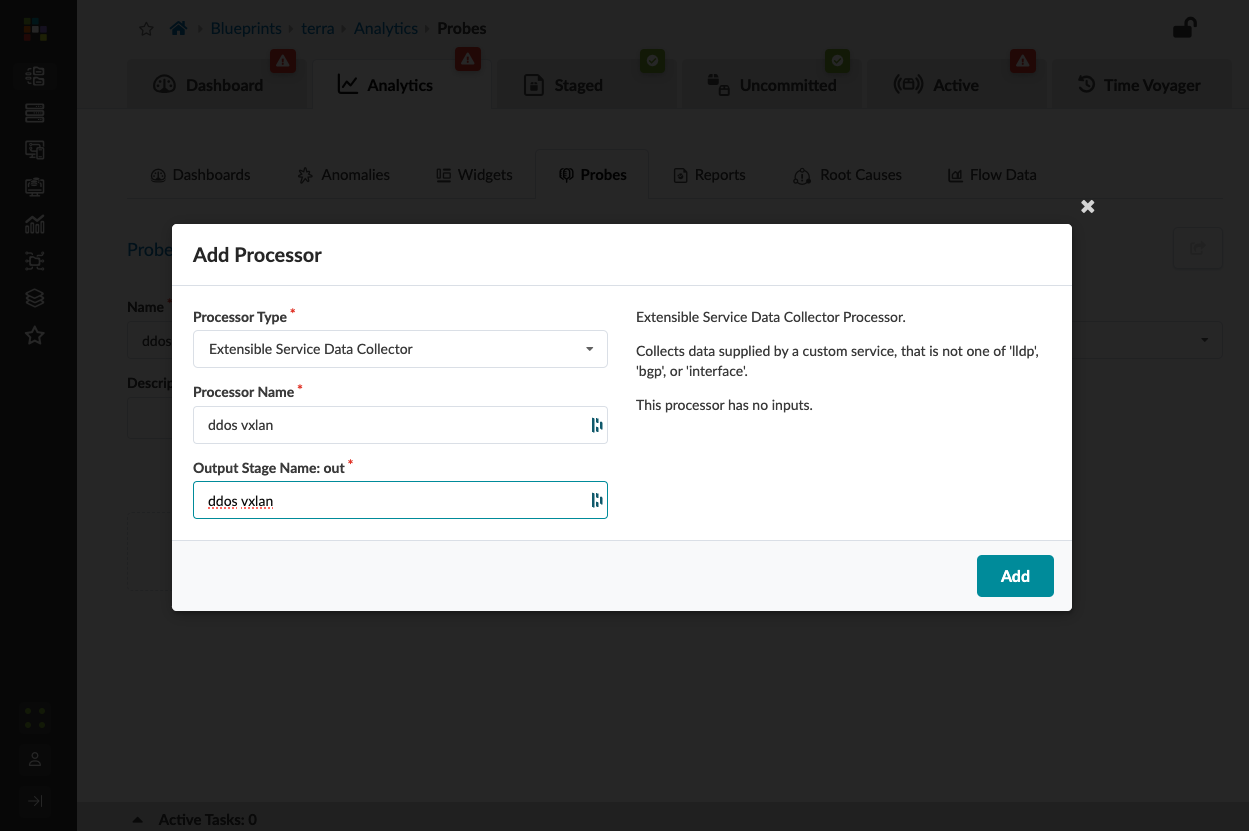 Blueprints › terra › Analytics › Probes
Dashboard
Analytics
Staged
Uncommitted
Active
Time Voyager
Dashboards
Anomalies
Widgets
Probes
Reports
Root Causes
Flow Data
Probe
Name *
ddos
Descrip
Add Processor
Processor Type *
Extensible Service Data Collector
Processor Name *
ddos vxlan
Output Stage Name: out *
ddos vxlan
Extensible Service Data Collector Processor.
Collects data supplied by a custom service, that is not one of 'lldp',
'bgp', or 'interface'.
This processor has no inputs.
Add
Active Tasks: 0